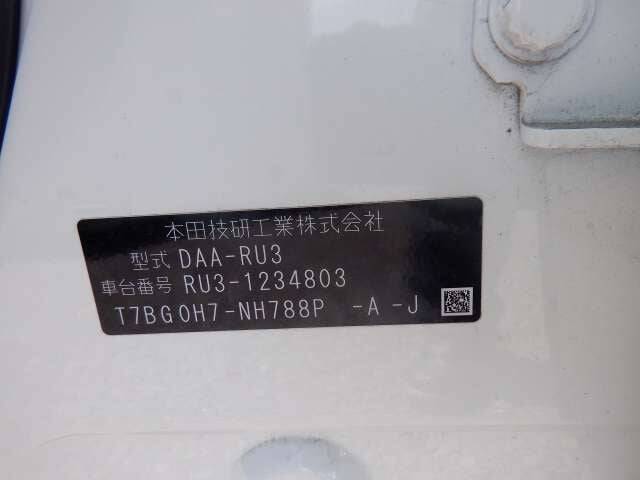 本田技研工業株式会社
型式 DAA-RU3
車台番号 RU3-1234803
T7BG0H7-NH788P -A -J